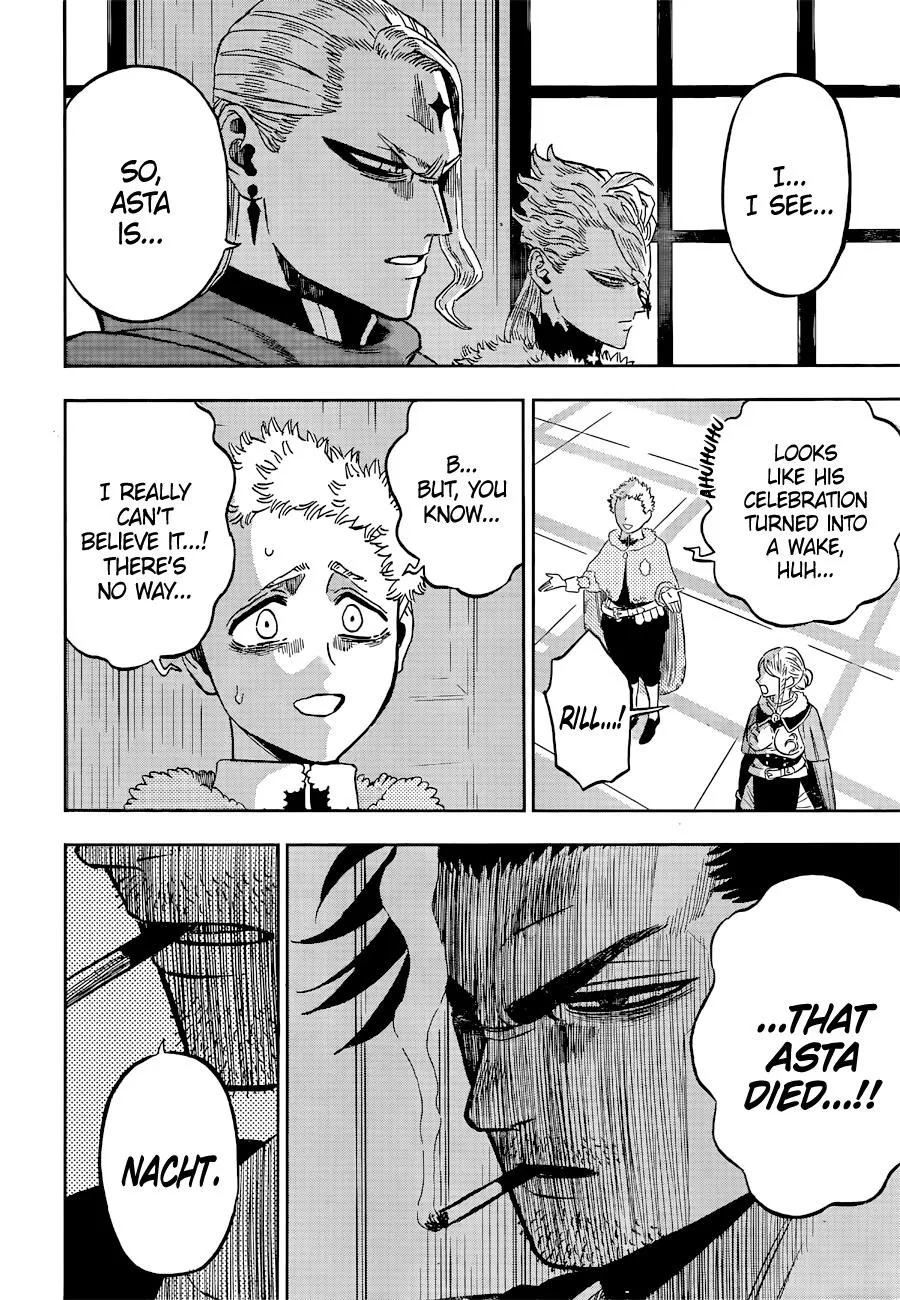 I...
I SEE...
SO,
ASTA
IS...
LOOKS
LIKE HIS
CELEBRATION
TURNED INTO
A WAKE,
HUH...
AHUHUHU
RILL...!
B...
BUT, YOU
KNOW...
I REALLY
CAN'T
BELIEVE IT...!
THERE'S
NO WAY...
...THAT
ASTA
DIED...!!
NACHT.